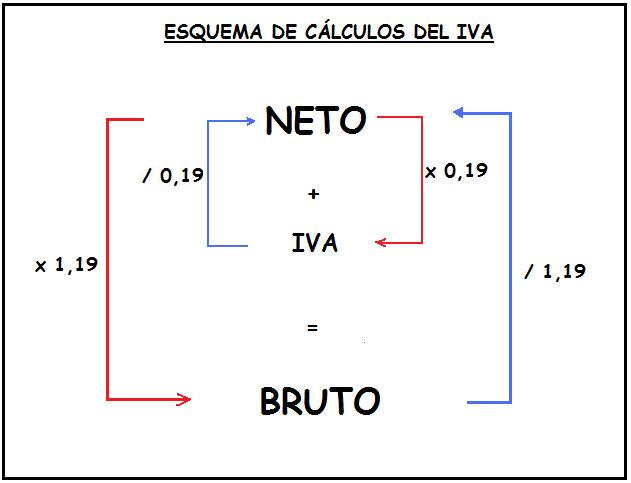 ESQUEMA DE CÁLCULOS DEL IVA
NETO
/ 0,19
x 0,19
+
IVA
x 1,19
/ 1,19
=
BRUTO